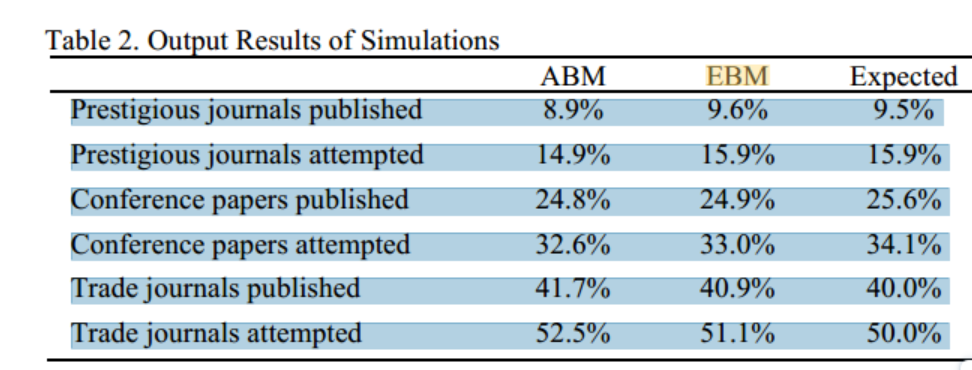 Table 2. Output Results of Simulations
ABM EBM Expected
Prestigious journals published 8.9% 9.6% 9.5%
Prestigious journals attempted 14.9% 15.9% 15.9%
Conference papers published 24.8% 24.9% 25.6%
Conference papers attempted 32.6% 33.0% 34.1%
Trade journals published 41.7% 40.9% 40.0%
Trade journals attempted 52.5% 51.1% 50.0%